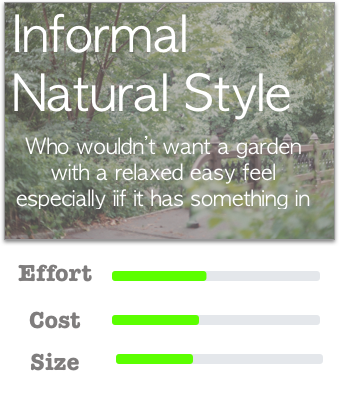 Informal
Natural Style
Who wouldn't want a garden
with a relaxed easy feel
especially iif it has something in
Effort
Cost
Size